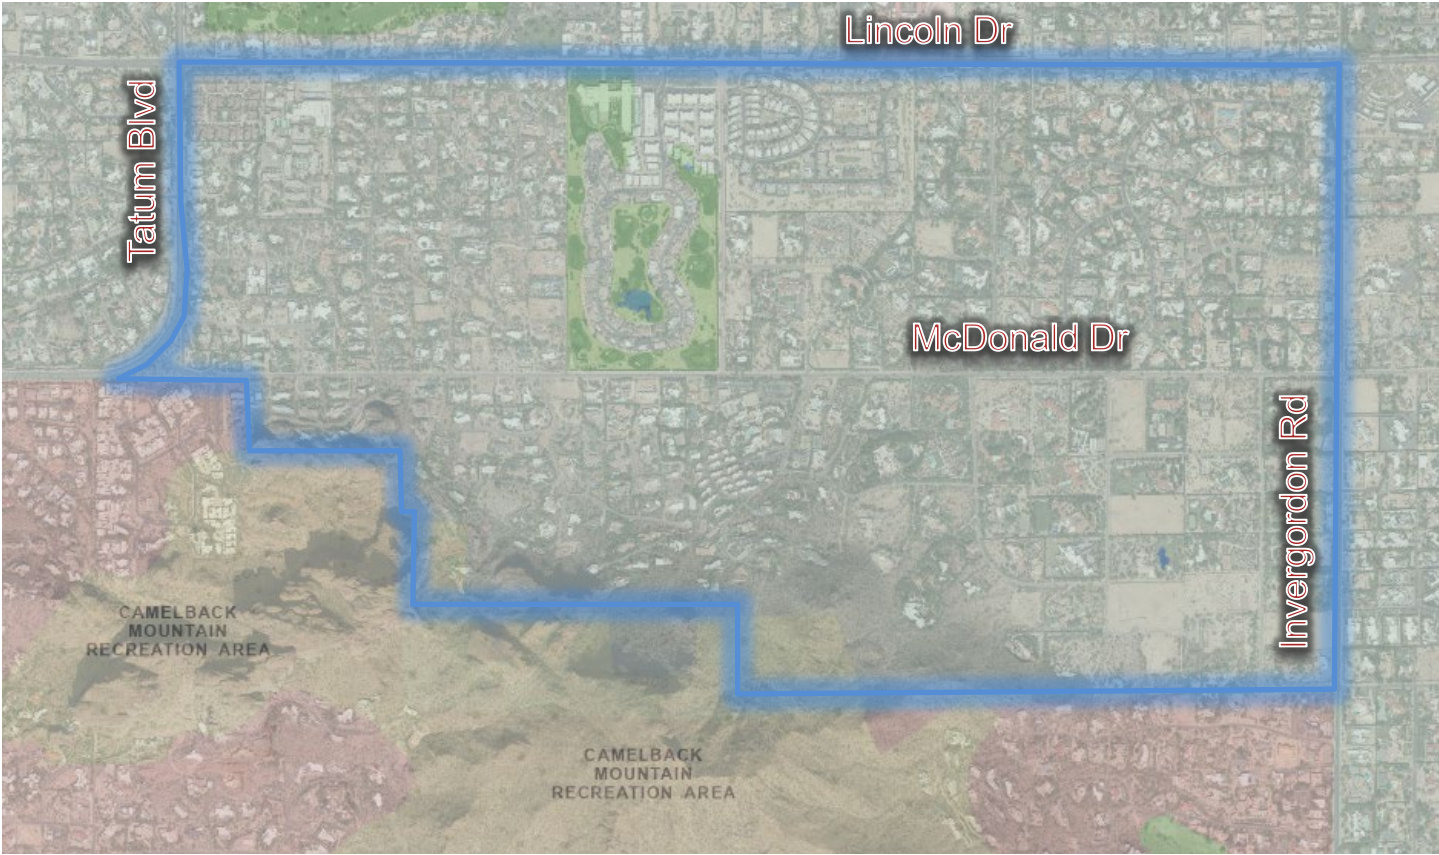 Lincoln Dr
Tatum Blvd
McDonald Dr
Invergordon Rd
CAMELBACK
MOUNTAIN
RECREATION AREA
CAMELBACK
MOUNTAIN
RECREATION AREA